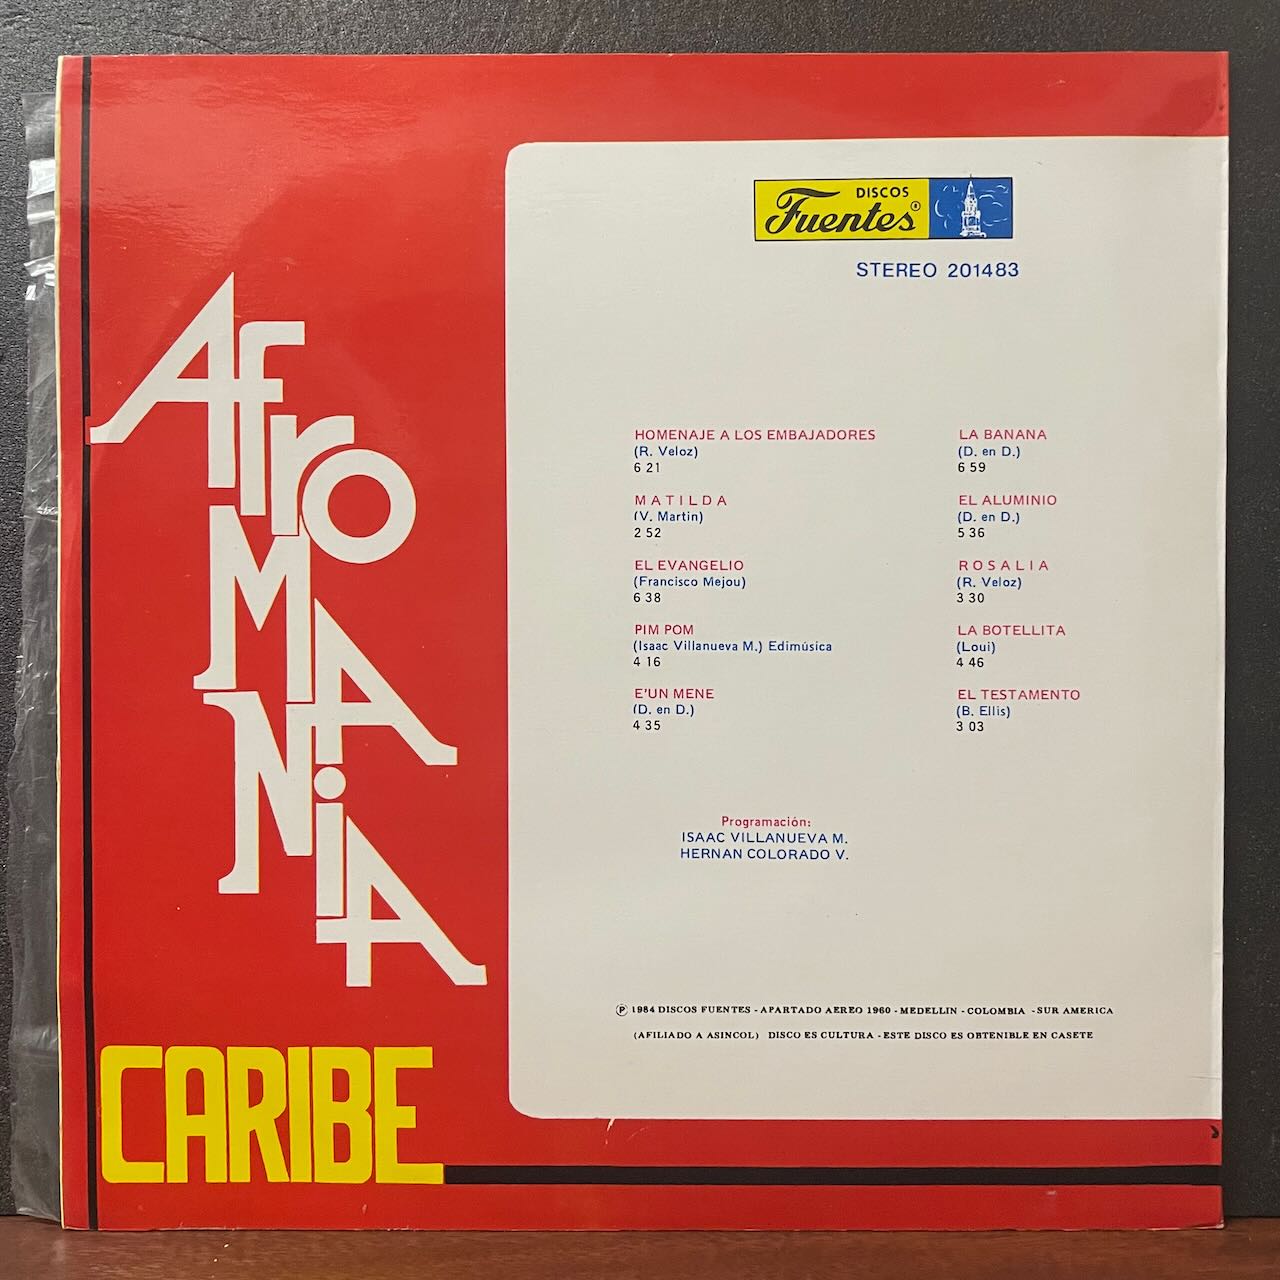 Afro
MA
NiA
CARIBE
DISCOS
Fuentes®
STEREO 201483
HOMENAJE A LOS EMBAJADORES
(R. Veloz)
6 21
MATILDA
(V. Martin)
2 52
EL EVANGELIO
(Francisco Mejou)
6 38
PIM POM
(Isaac Villanueva M.) Edimúsica
4 16
E'UN MENE
(D. en D.)
4 35
LA BANANA
(D. en D.)
6 59
EL ALUMINIO
(D. en D.)
5 36
ROSALIA
(R. Veloz)
3 30
LA BOTELLITA
(Loui)
4 46
EL TESTAMENTO
(B. Ellis)
3 03
Programación:
ISAAC VILLANUEVA M.
HERNAN COLORADO V.
Ⓟ 1984 DISCOS FUENTES - APARTADO AEREO 1960 - MEDELLIN - COLOMBIA - SUR AMERICA
(AFILIADO A ASINCOL) DISCO ES CULTURA - ESTE DISCO ES OBTENIBLE EN CASETE